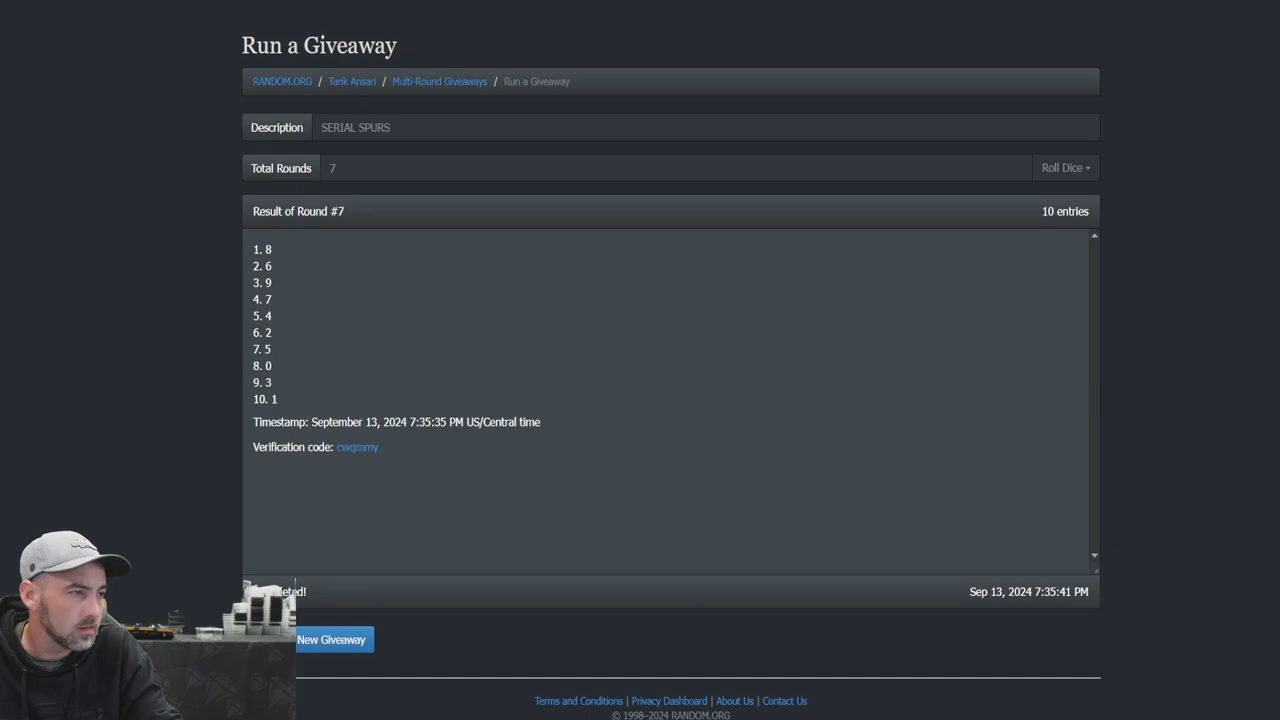 Run a Giveaway
RANDOM.ORG / Tarik Ansari / Multi-Round Giveaways / Run a Giveaway
Description SERIAL SPURS
Total Rounds 7 Roll Dice
Result of Round #7 10 entries
1. 8
2. 6
3. 9
4. 7
5. 4
6. 2
7. 5
8. 0
9. 3
10. 1
Timestamp: September 13, 2024 7:35:35 PM US/Central time
Verification code: cwqmmy
eted! Sep 13, 2024 7:35:41 PM
New Giveaway
Terms and Conditions | Privacy Dashboard | About Us | Contact Us
© 1998–2024 RANDOM.ORG